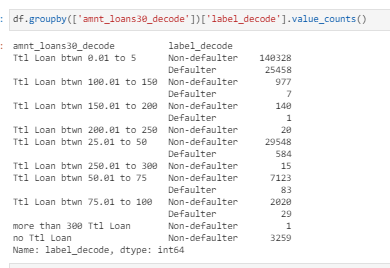 : df.groupby(['amnt_loans30_decode'])['label_decode'].value_counts()
: amnt_loans30_decode label_decode
Ttl Loan btwn 0.01 to 5 Non-defaulter 140328
Defaulter 25458
Ttl Loan btwn 100.01 to 150 Non-defaulter 977
Defaulter 7
Ttl Loan btwn 150.01 to 200 Non-defaulter 140
Defaulter 1
Ttl Loan btwn 200.01 to 250 Non-defaulter 20
Ttl Loan btwn 25.01 to 50 Non-defaulter 29548
Defaulter 584
Ttl Loan btwn 250.01 to 300 Non-defaulter 15
Ttl Loan btwn 50.01 to 75 Non-defaulter 7123
Defaulter 83
Ttl Loan btwn 75.01 to 100 Non-defaulter 2020
Defaulter 29
more than 300 Ttl Loan Non-defaulter 1
no Ttl Loan Non-defaulter 3259
Name: label_decode, dtype: int64